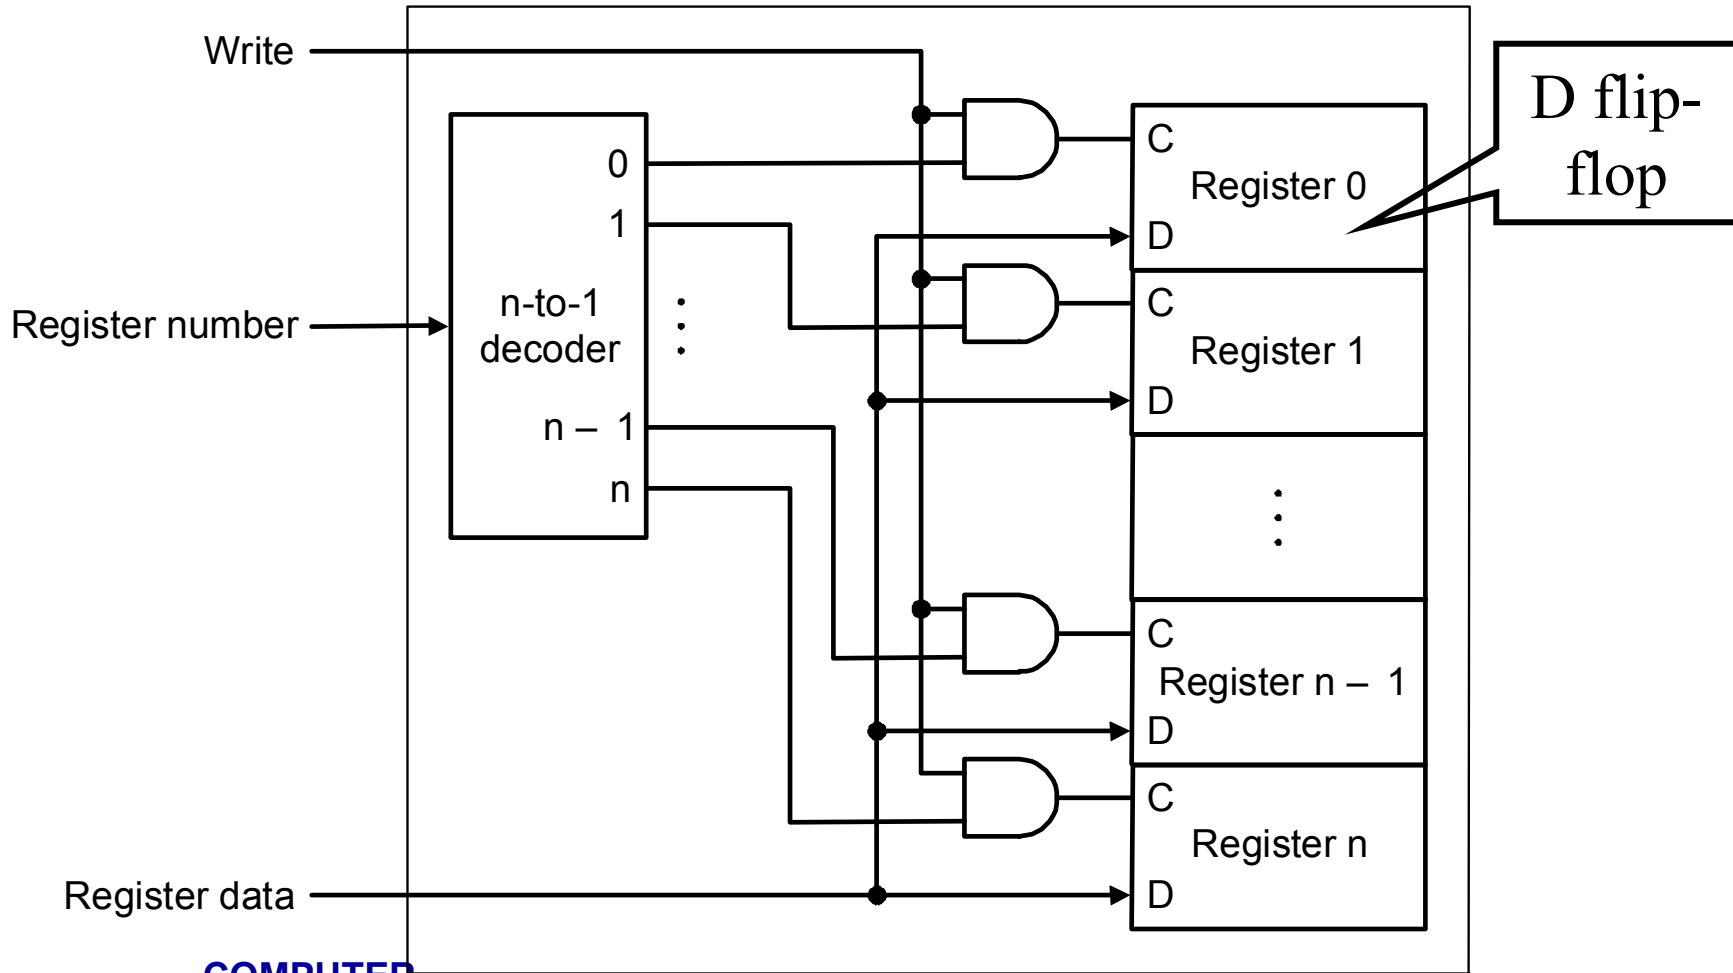 Write
D flip-
flop
C
Register 0
D
0
1
n-to-1
decoder
n – 1
n
Register number
C
Register 1
D
C
Register n – 1
D
C
Register n
D
Register data
COMPUTER